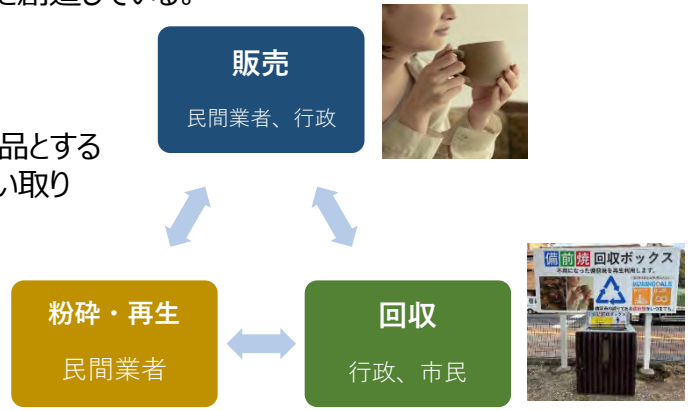 を創造している。
販売
民間業者、行政
品とする
い取り
備前焼 回収ボックス
不用になった備前焼を再生利用します。
粉砕・再生
民間業者
回収
行政、市民